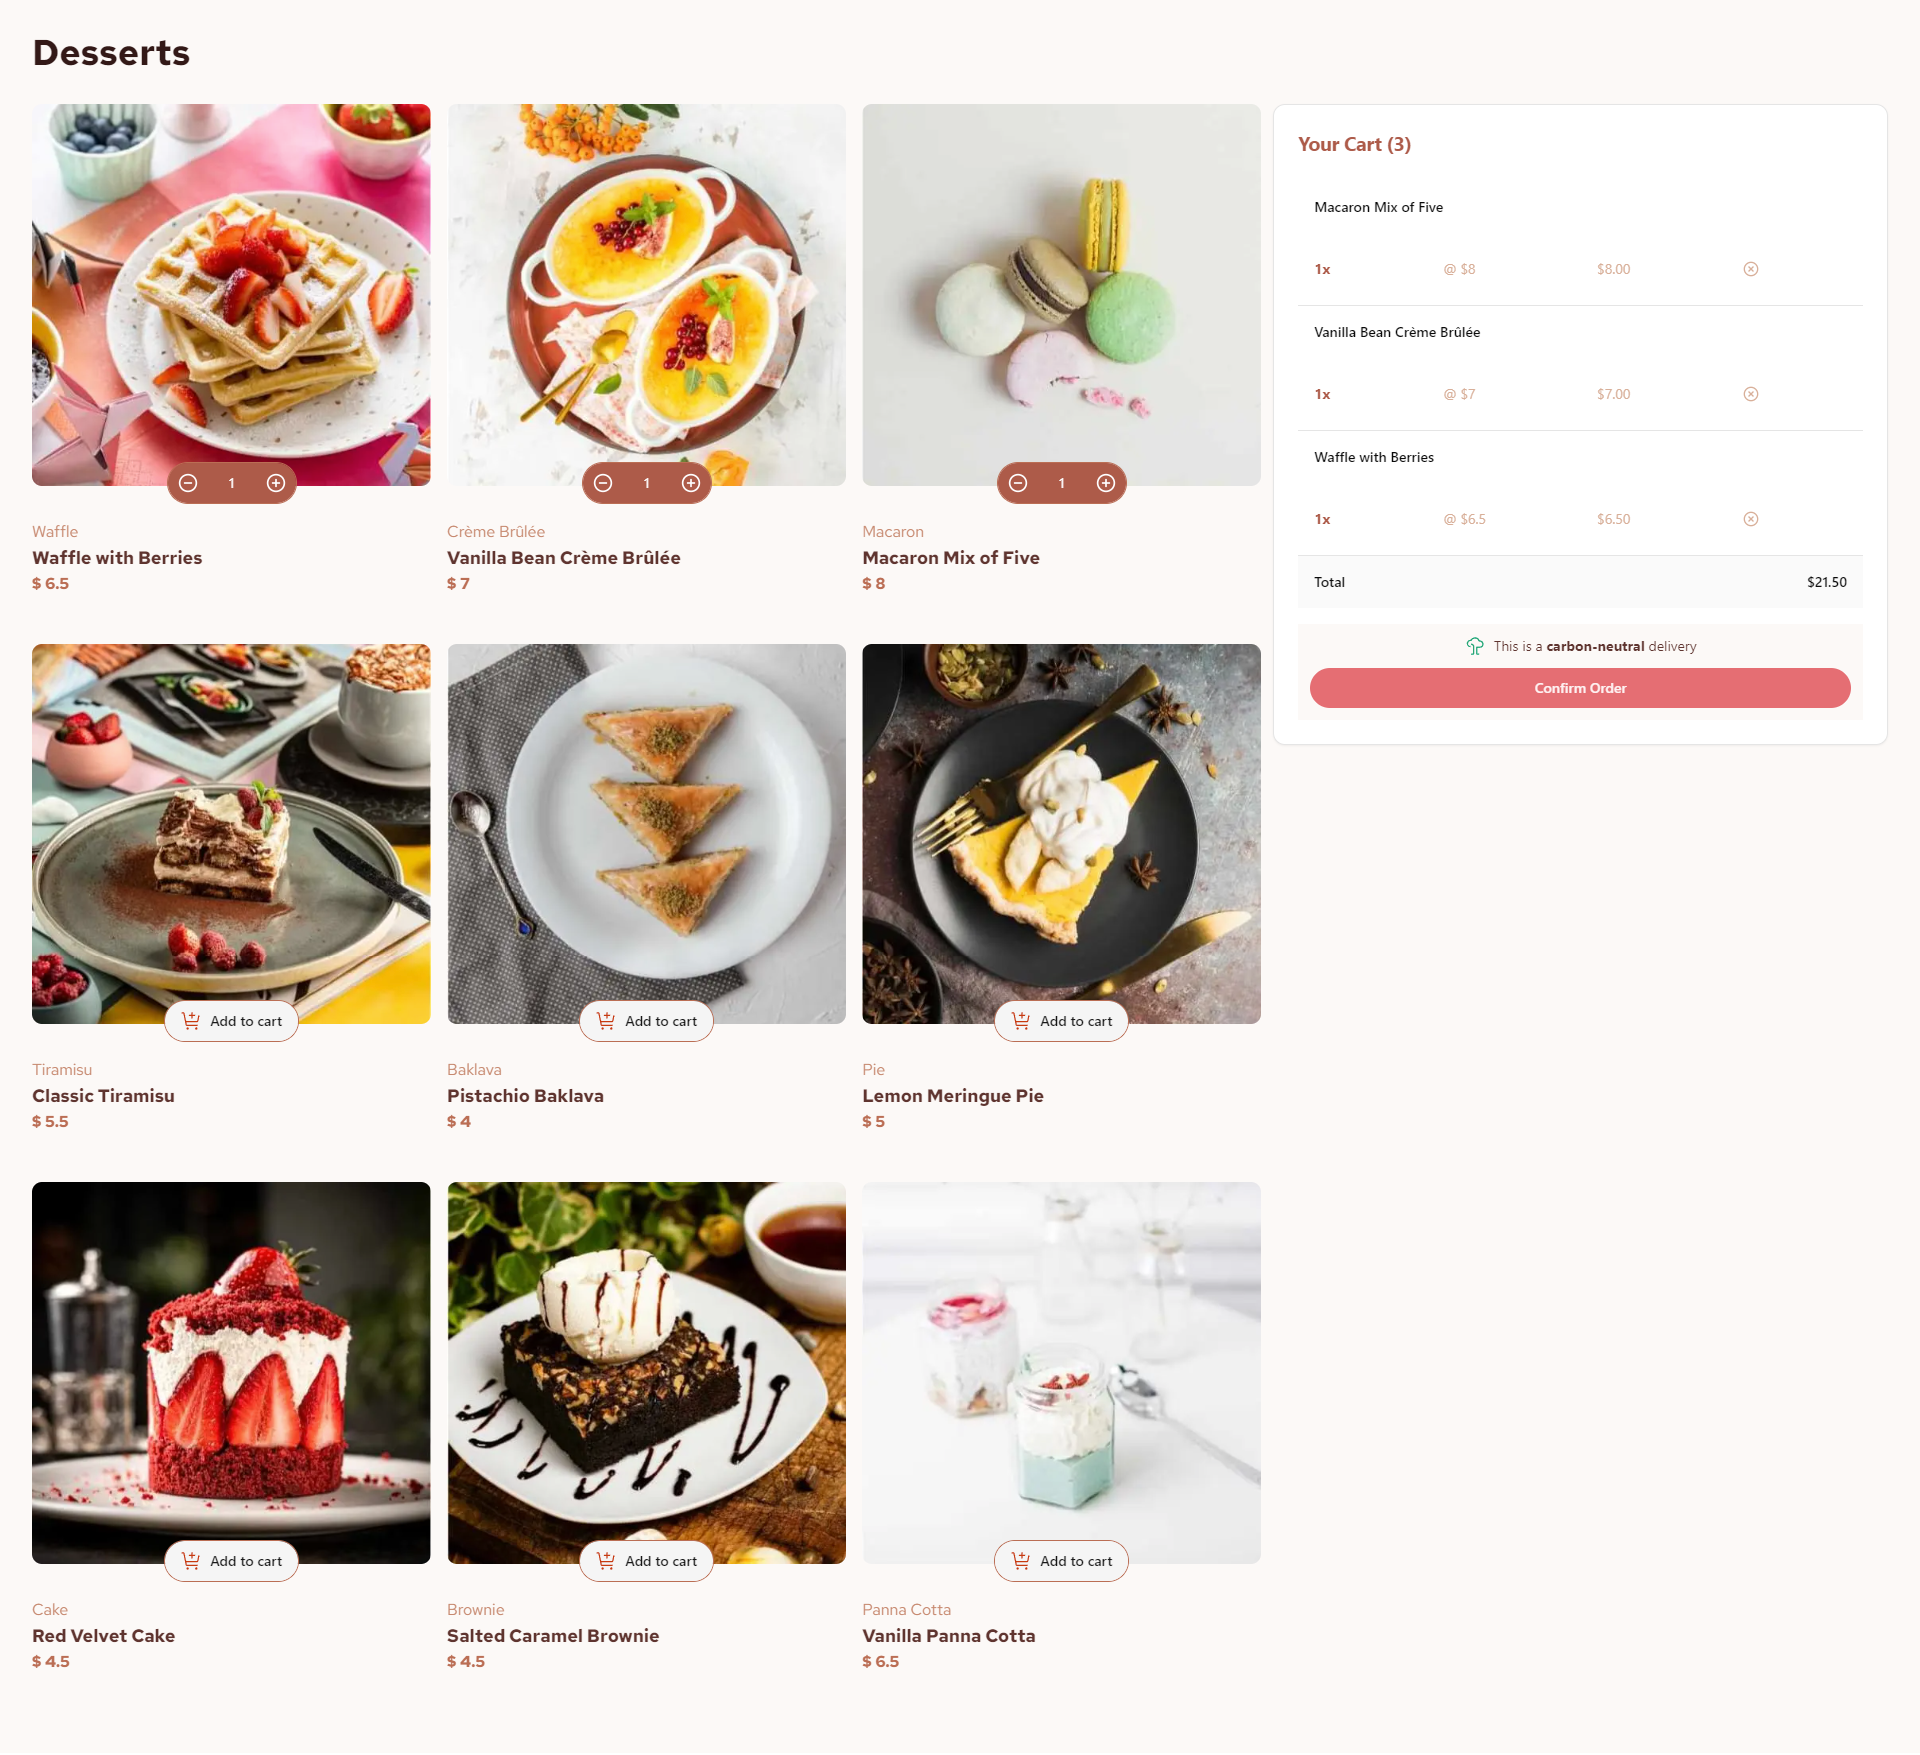 Desserts
1
Waffle
Waffle with Berries
$ 6.5
1
Crème Brûlée
Vanilla Bean Crème Brûlée
$ 7
1
Macaron
Macaron Mix of Five
$ 8
Add to cart
Tiramisu
Classic Tiramisu
$ 5.5
Add to cart
Baklava
Pistachio Baklava
$ 4
Add to cart
Pie
Lemon Meringue Pie
$ 5
Add to cart
Cake
Red Velvet Cake
$ 4.5
Add to cart
Brownie
Salted Caramel Brownie
$ 4.5
Add to cart
Panna Cotta
Vanilla Panna Cotta
$ 6.5
Your Cart (3)
Macaron Mix of Five
1x @ $8 $8.00
Vanilla Bean Crème Brûlée
1x @ $7 $7.00
Waffle with Berries
1x @ $6.5 $6.50
Total $21.50
This is a carbon-neutral delivery
Confirm Order